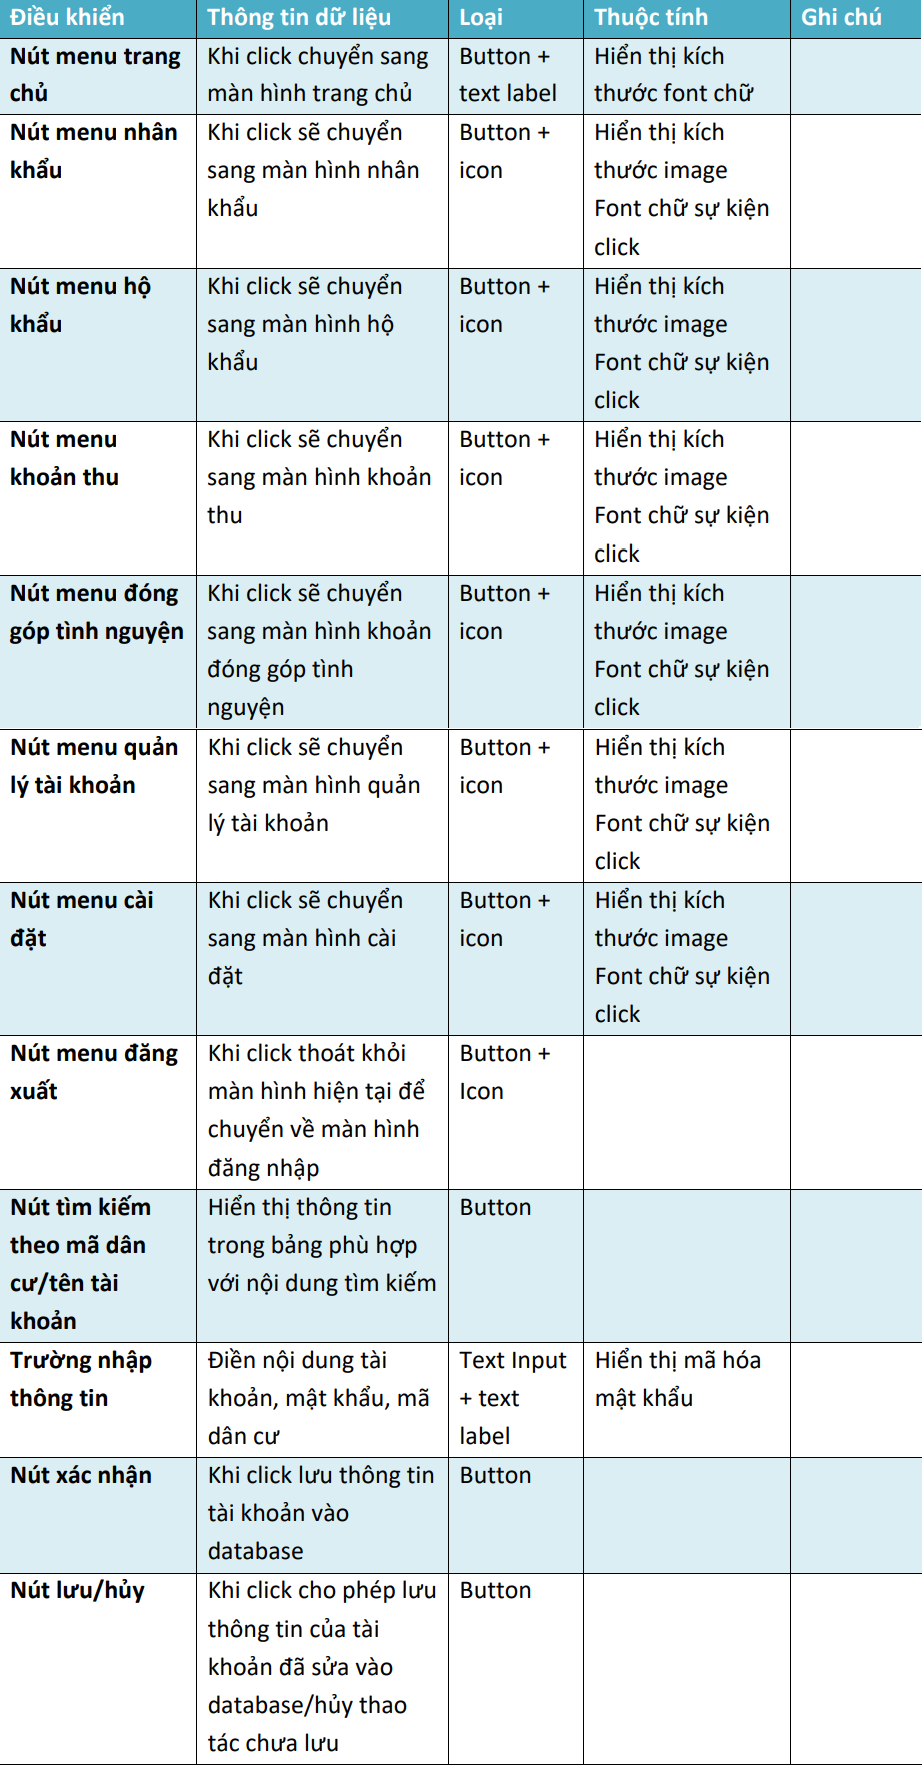 Điều khiển Thông tin dữ liệu Loại Thuộc tính Ghi chú
Nút menu trang Khi click chuyển sang Button + Hiển thị kích
chủ màn hình trang chủ text label thước font chữ
Nút menu nhân Khi click sẽ chuyển Button + Hiển thị kích
khẩu sang màn hình nhân icon thước image
khẩu Font chữ sự kiện
click
Nút menu hộ Khi click sẽ chuyển Button + Hiển thị kích
khẩu sang màn hình hộ icon thước image
khẩu Font chữ sự kiện
click
Nút menu Khi click sẽ chuyển Button + Hiển thị kích
khoản thu sang màn hình khoản icon thước image
thu Font chữ sự kiện
click
Nút menu đóng Khi click sẽ chuyển Button + Hiển thị kích
góp tình nguyện sang màn hình khoản icon thước image
đóng góp tình Font chữ sự kiện
nguyện click
Nút menu quản Khi click sẽ chuyển Button + Hiển thị kích
lý tài khoản sang màn hình quản icon thước image
lý tài khoản Font chữ sự kiện
click
Nút menu cài Khi click sẽ chuyển Button + Hiển thị kích
đặt sang màn hình cài icon thước image
đặt Font chữ sự kiện
click
Nút menu đăng Khi click thoát khỏi Button +
xuất màn hình hiện tại để Icon
chuyển về màn hình
đăng nhập
Nút tìm kiếm Hiển thị thông tin Button
theo mã dân trong bảng phù hợp
cư/tên tài với nội dung tìm kiếm
khoản
Trường nhập Điền nội dung tài Text Input Hiển thị mã hóa
thông tin khoản, mật khẩu, mã + text mật khẩu
dân cư label
Nút xác nhận Khi click lưu thông tin Button
tài khoản vào
database
Nút lưu/hủy Khi click cho phép lưu Button
thông tin của tài
khoản đã sửa vào
database/hủy thao
tác chưa lưu